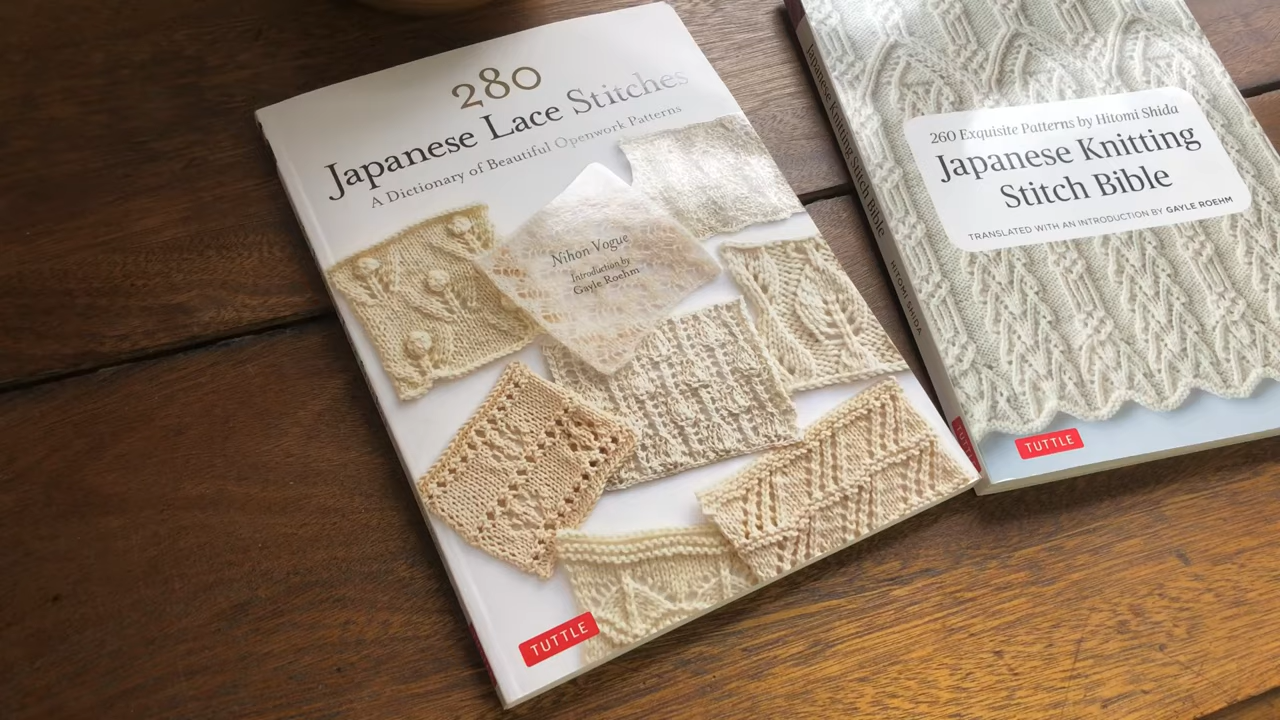 280
Japanese Lace Stitches
A Dictionary of Beautiful Openwork Patterns
Nihon Vogue
Introduction by
Gayle Roehm
TUTTLE
Japanese Knitting Stitch Bible
HITOMI SHIDA
TUTTLE
260 Exquisite Patterns by Hitomi Shida
Japanese Knitting
Stitch Bible
TRANSLATED WITH AN INTRODUCTION BY GAYLE ROEHM
TUTTLE